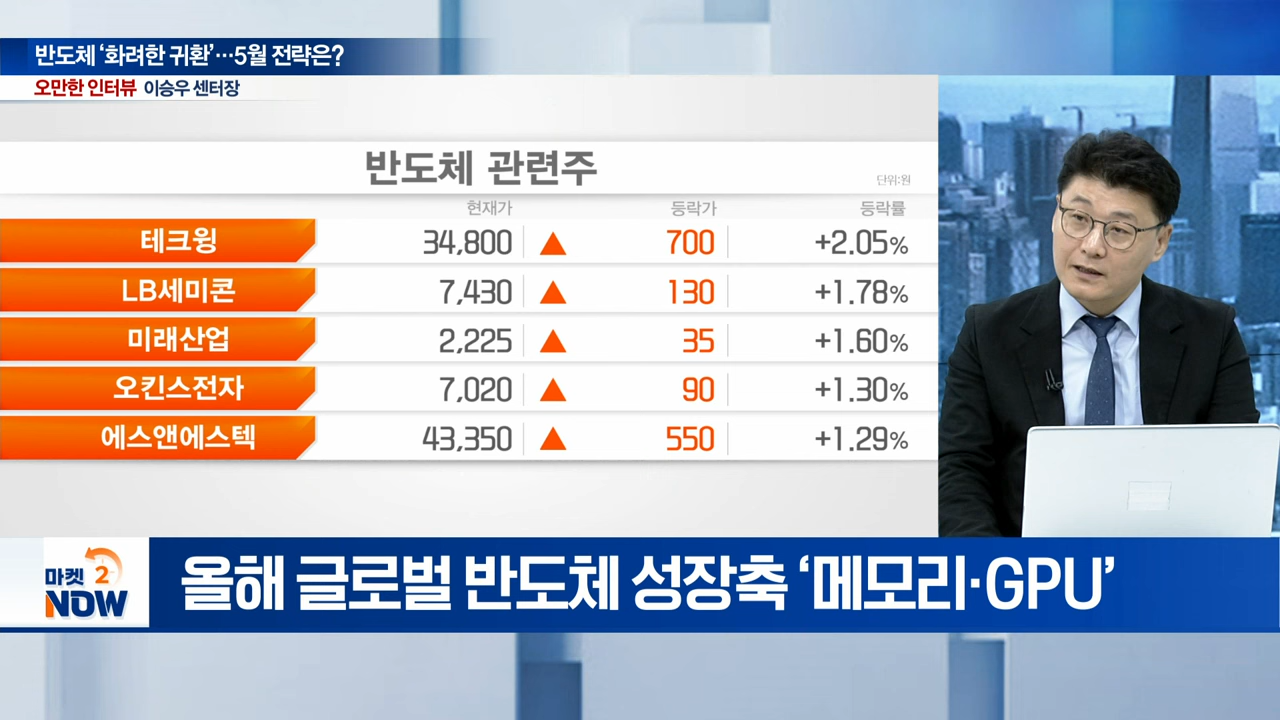 반도체 ‘화려한 귀환’…5월 전략은?
오만한 인터뷰 이승우 센터장
반도체 관련주
단위:원
현재가 등락가 등락률
테크윙 34,800 ▲ 700 +2.05%
LB세미콘 7,430 ▲ 130 +1.78%
미래산업 2,225 ▲ 35 +1.60%
오킨스전자 7,020 ▲ 90 +1.30%
에스앤에스텍 43,350 ▲ 550 +1.29%
마켓 2
NOW
올해 글로벌 반도체 성장축 ‘메모리·GPU’